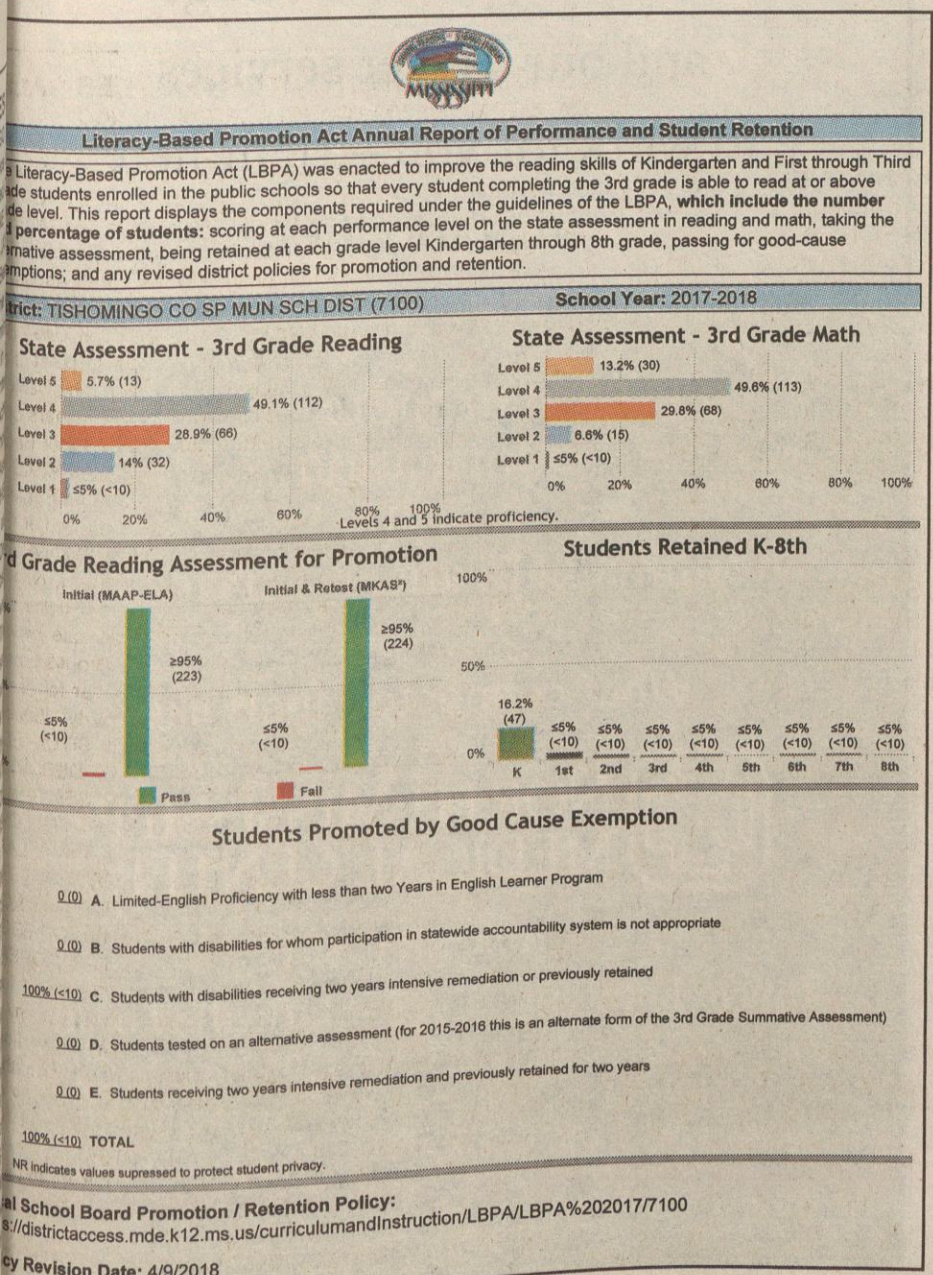 MISSISSIPPI
Literacy-Based Promotion Act Annual Report of Performance and Student Retention
Literacy-Based Promotion Act (LBPA) was enacted to improve the reading skills of Kindergarten and First through Third
students enrolled in the public schools so that every student completing the 3rd grade is able to read at or above
level. This report displays the components required under the guidelines of the LBPA, which include the number
percentage of students: scoring at each performance level on the state assessment in reading and math, taking the
assessment, being retained at each grade level Kindergarten through 8th grade, passing for good-cause
and any revised district policies for promotion and retention.
TISHOMINGO CO SP MUN SCH DIST (7100)
School Year: 2017-2018
State Assessment - 3rd Grade Reading
Level 5 5.7% (13)
Level 4 49.1% (112)
Level 3 28.9% (66)
Level 2 14% (32)
Level 1 ≤5% (<10)
0% 20% 40% 60% 80% 100%
State Assessment - 3rd Grade Math
Level 5 13.2% (30)
Level 4 49.6% (113)
Level 3 29.8% (68)
Level 2 6.6% (15)
Level 1 ≤5% (<10)
0% 20% 40% 60% 80% 100%
Levels 4 and 5 indicate proficiency.
Grade Reading Assessment for Promotion
Initial (MAAP-ELA)
≤5%
(<10)
≥95%
(223)
Initial & Retest (MKAS²)
≤5%
(<10)
≥95%
(224)
Pass Fail
Students Retained K-8th
100%
50%
0%
16.2%
(47)
≤5% ≤5% ≤5% ≤5% ≤5% ≤5% ≤5% ≤5%
(<10) (<10) (<10) (<10) (<10) (<10) (<10) (<10)
K 1st 2nd 3rd 4th 5th 6th 7th 8th
Students Promoted by Good Cause Exemption
0 (0) A. Limited-English Proficiency with less than two Years in English Learner Program
0 (0) B. Students with disabilities for whom participation in statewide accountability system is not appropriate
100% (<10) C. Students with disabilities receiving two years intensive remediation or previously retained
0 (0) D. Students tested on an alternative assessment (for 2015-2016 this is an alternate form of the 3rd Grade Summative Assessment)
0 (0) E. Students receiving two years intensive remediation and previously retained for two years
100% (<10) TOTAL
NR indicates values supressed to protect student privacy.
School Board Promotion / Retention Policy:
s://districtaccess.mde.k12.ms.us/curriculumandInstruction/LBPA/LBPA%202017/7100
Revision Date: 4/9/2018